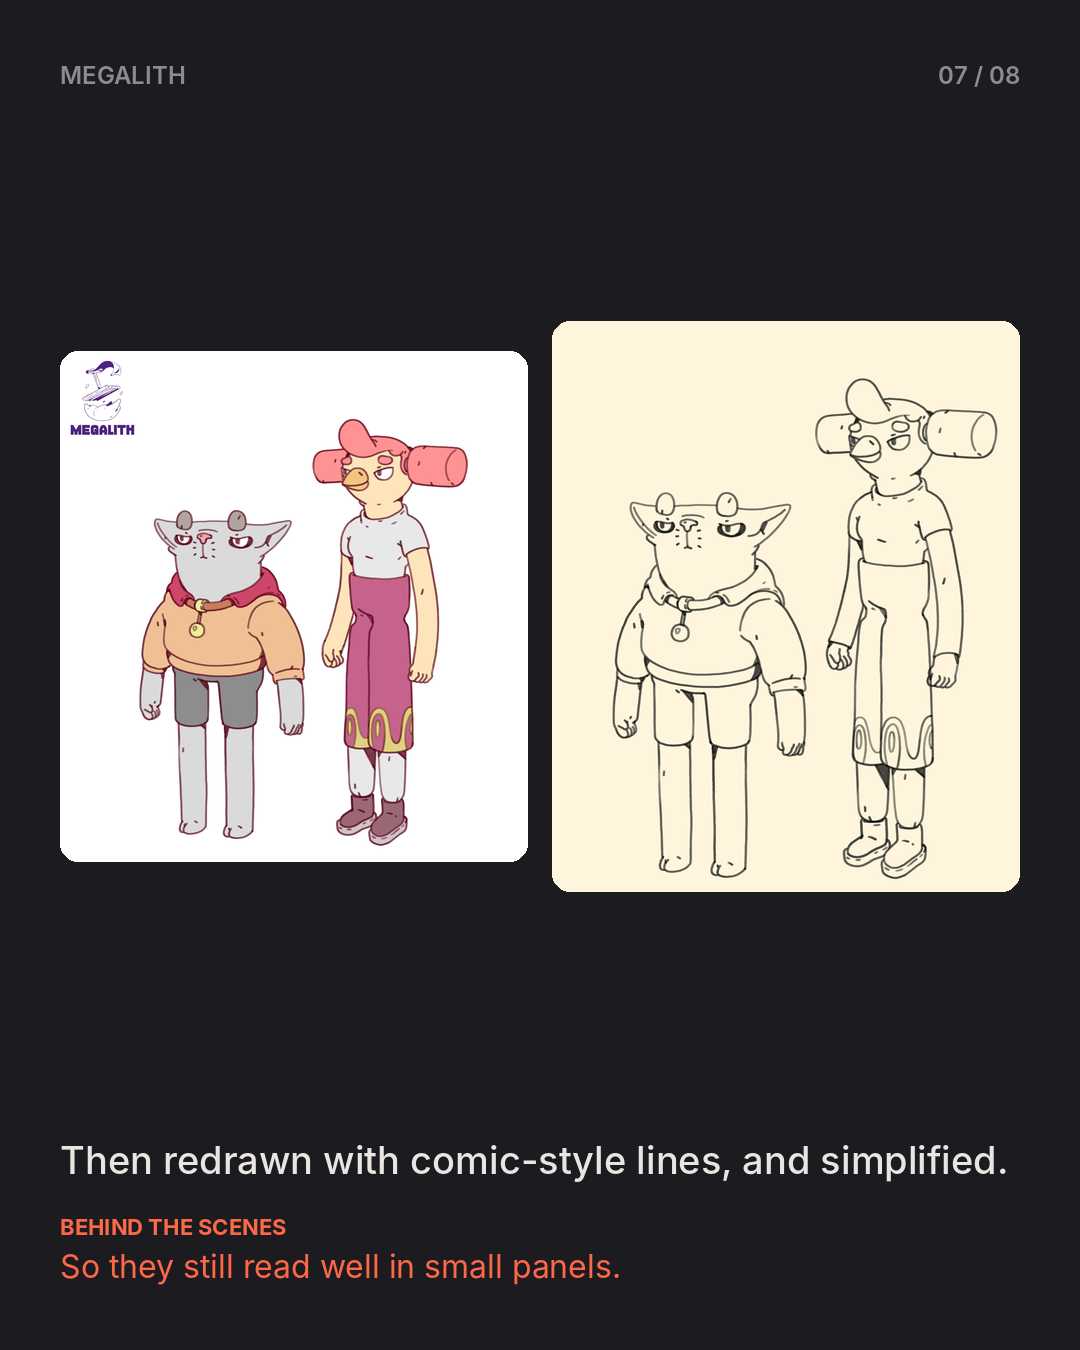 MEGALITH
07 / 08
MEGALITH
Then redrawn with comic-style lines, and simplified.
BEHIND THE SCENES
So they still read well in small panels.